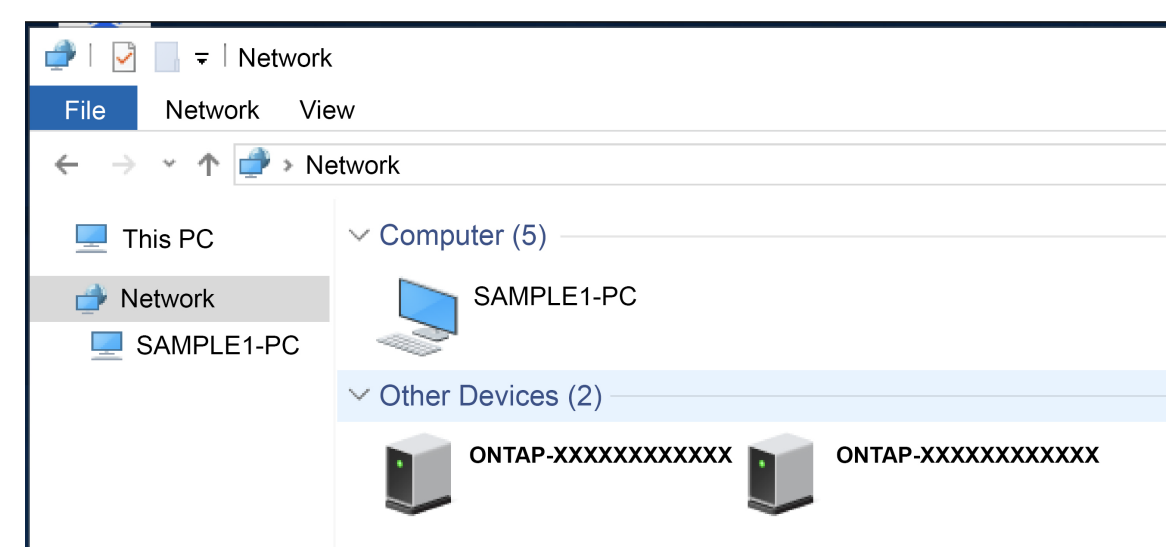 Network
File Network View
Network
This PC
Network
SAMPLE1-PC
Computer (5)
SAMPLE1-PC
Other Devices (2)
ONTAP-XXXXXXXXXXXX ONTAP-XXXXXXXXXXXX